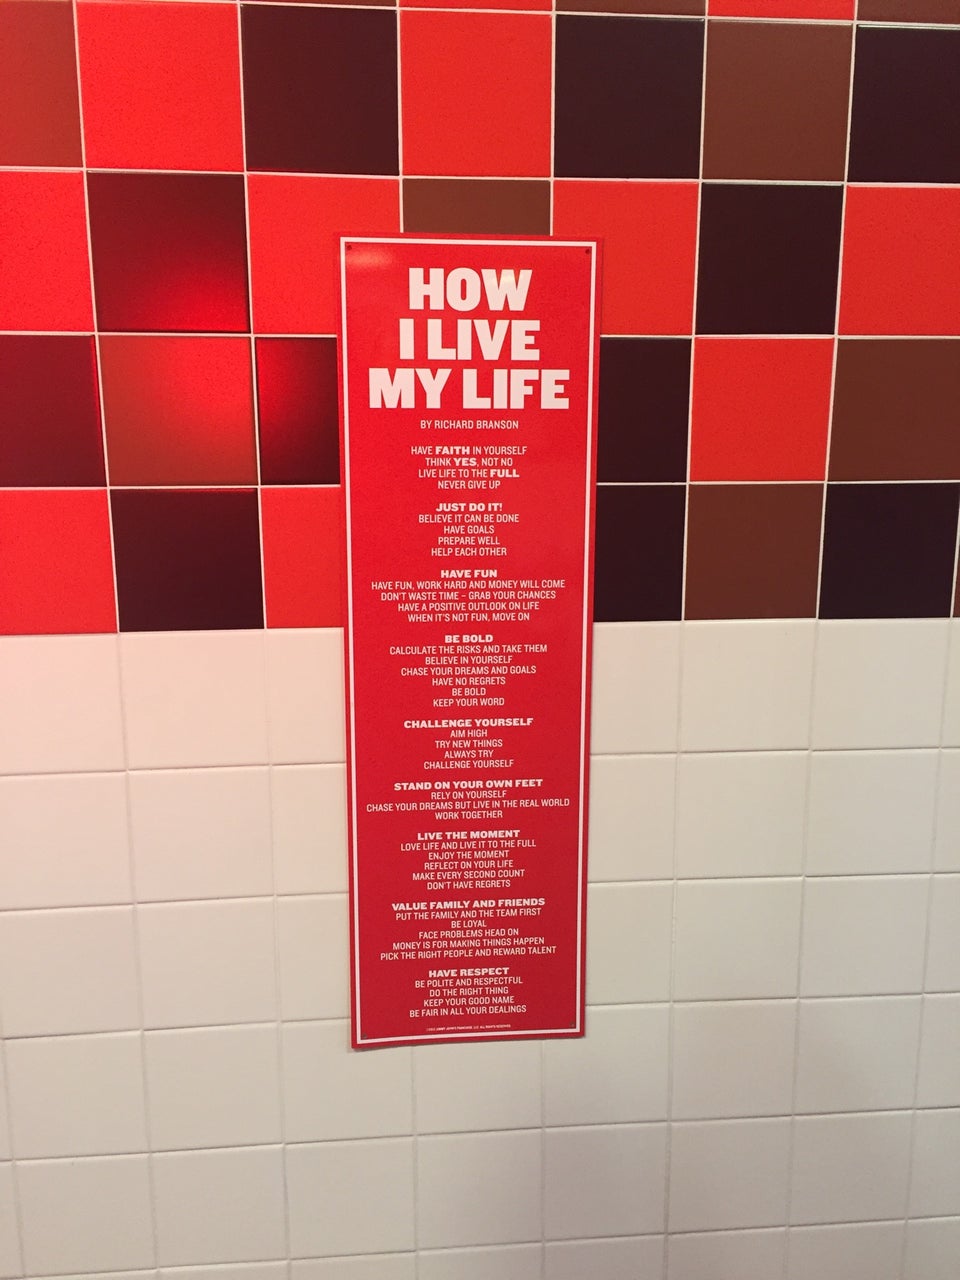 HOW
I LIVE
MY LIFE
BY RICHARD BRANSON
HAVE FAITH IN YOURSELF
THINK YES, NOT NO
LIVE LIFE TO THE FULL
NEVER GIVE UP
JUST DO IT!
BELIEVE IT CAN BE DONE
HAVE GOALS
PREPARE WELL
HELP EACH OTHER
HAVE FUN
HAVE FUN, WORK HARD AND MONEY WILL COME
DON'T WASTE TIME – GRAB YOUR CHANCES
HAVE A POSITIVE OUTLOOK ON LIFE
WHEN IT'S NOT FUN, MOVE ON
BE BOLD
CALCULATE THE RISKS AND TAKE THEM
BELIEVE IN YOURSELF
CHASE YOUR DREAMS AND GOALS
HAVE NO REGRETS
BE BOLD
KEEP YOUR WORD
CHALLENGE YOURSELF
AIM HIGH
TRY NEW THINGS
ALWAYS TRY
CHALLENGE YOURSELF
STAND ON YOUR OWN FEET
RELY ON YOURSELF
CHASE YOUR DREAMS BUT LIVE IN THE REAL WORLD
WORK TOGETHER
LIVE THE MOMENT
LOVE LIFE AND LIVE IT TO THE FULL
ENJOY THE MOMENT
REFLECT ON YOUR LIFE
MAKE EVERY SECOND COUNT
DON'T HAVE REGRETS
VALUE FAMILY AND FRIENDS
PUT THE FAMILY AND THE TEAM FIRST
BE LOYAL
FACE PROBLEMS HEAD ON
MONEY IS FOR MAKING THINGS HAPPEN
PICK THE RIGHT PEOPLE AND REWARD TALENT
HAVE RESPECT
BE POLITE AND RESPECTFUL
DO THE RIGHT THING
KEEP YOUR GOOD NAME
BE FAIR IN ALL YOUR DEALINGS
JIMMY JOHN'S FRANCHISE, LLC ALL RIGHTS RESERVED.